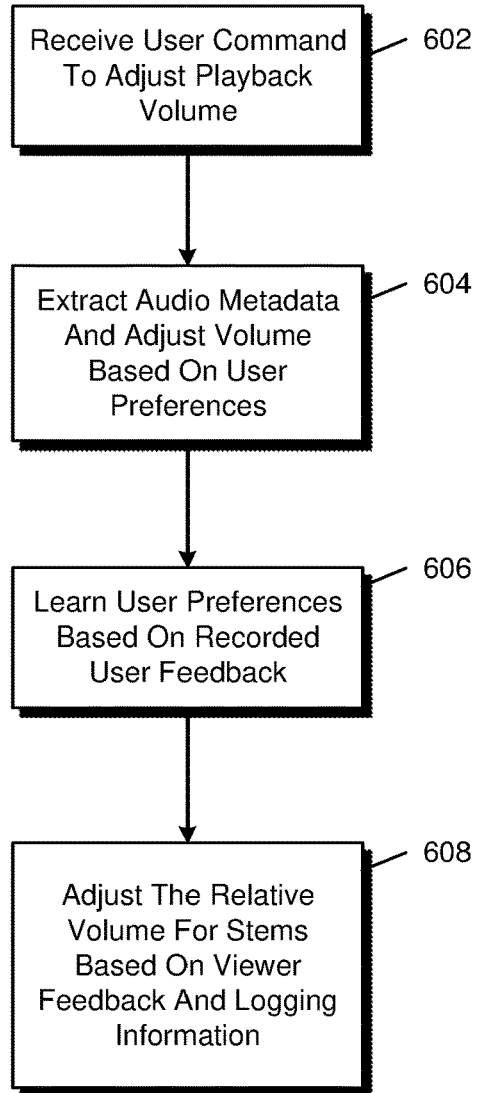 Receive User Command
To Adjust Playback
Volume
602
Extract Audio Metadata
And Adjust Volume
Based On User
Preferences
604
Learn User Preferences
Based On Recorded
User Feedback
606
Adjust The Relative
Volume For Stems
Based On Viewer
Feedback And Logging
Information
608